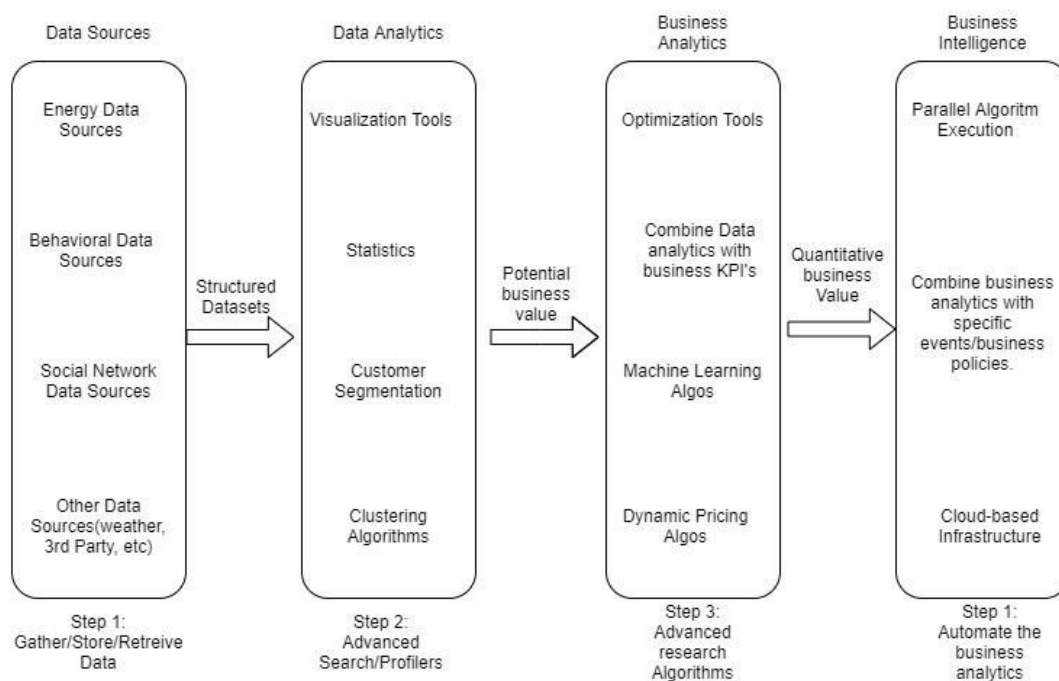 Data Sources
Energy Data
Sources
Behavioral Data
Sources
Social Network
Data Sources
Other Data
Sources(weather,
3rd Party, etc)
Step 1:
Gather/Store/Retreive
Data
Structured
Datasets
Data Analytics
Visualization Tools
Statistics
Customer
Segmentation
Clustering
Algorithms
Step 2:
Advanced
Search/Profilers
Potential
business
value
Business
Analytics
Optimization Tools
Combine Data
analytics with
business KPI's
Machine Learning
Algos
Dynamic Pricing
Algos
Step 3:
Advanced
research
Algorithms
Quantitative
business
Value
Business
Intelligence
Parallel Algoritm
Execution
Combine business
analytics with
specific
events/business
policies.
Cloud-based
Infrastructure
Step 1:
Automate the
business
analytics